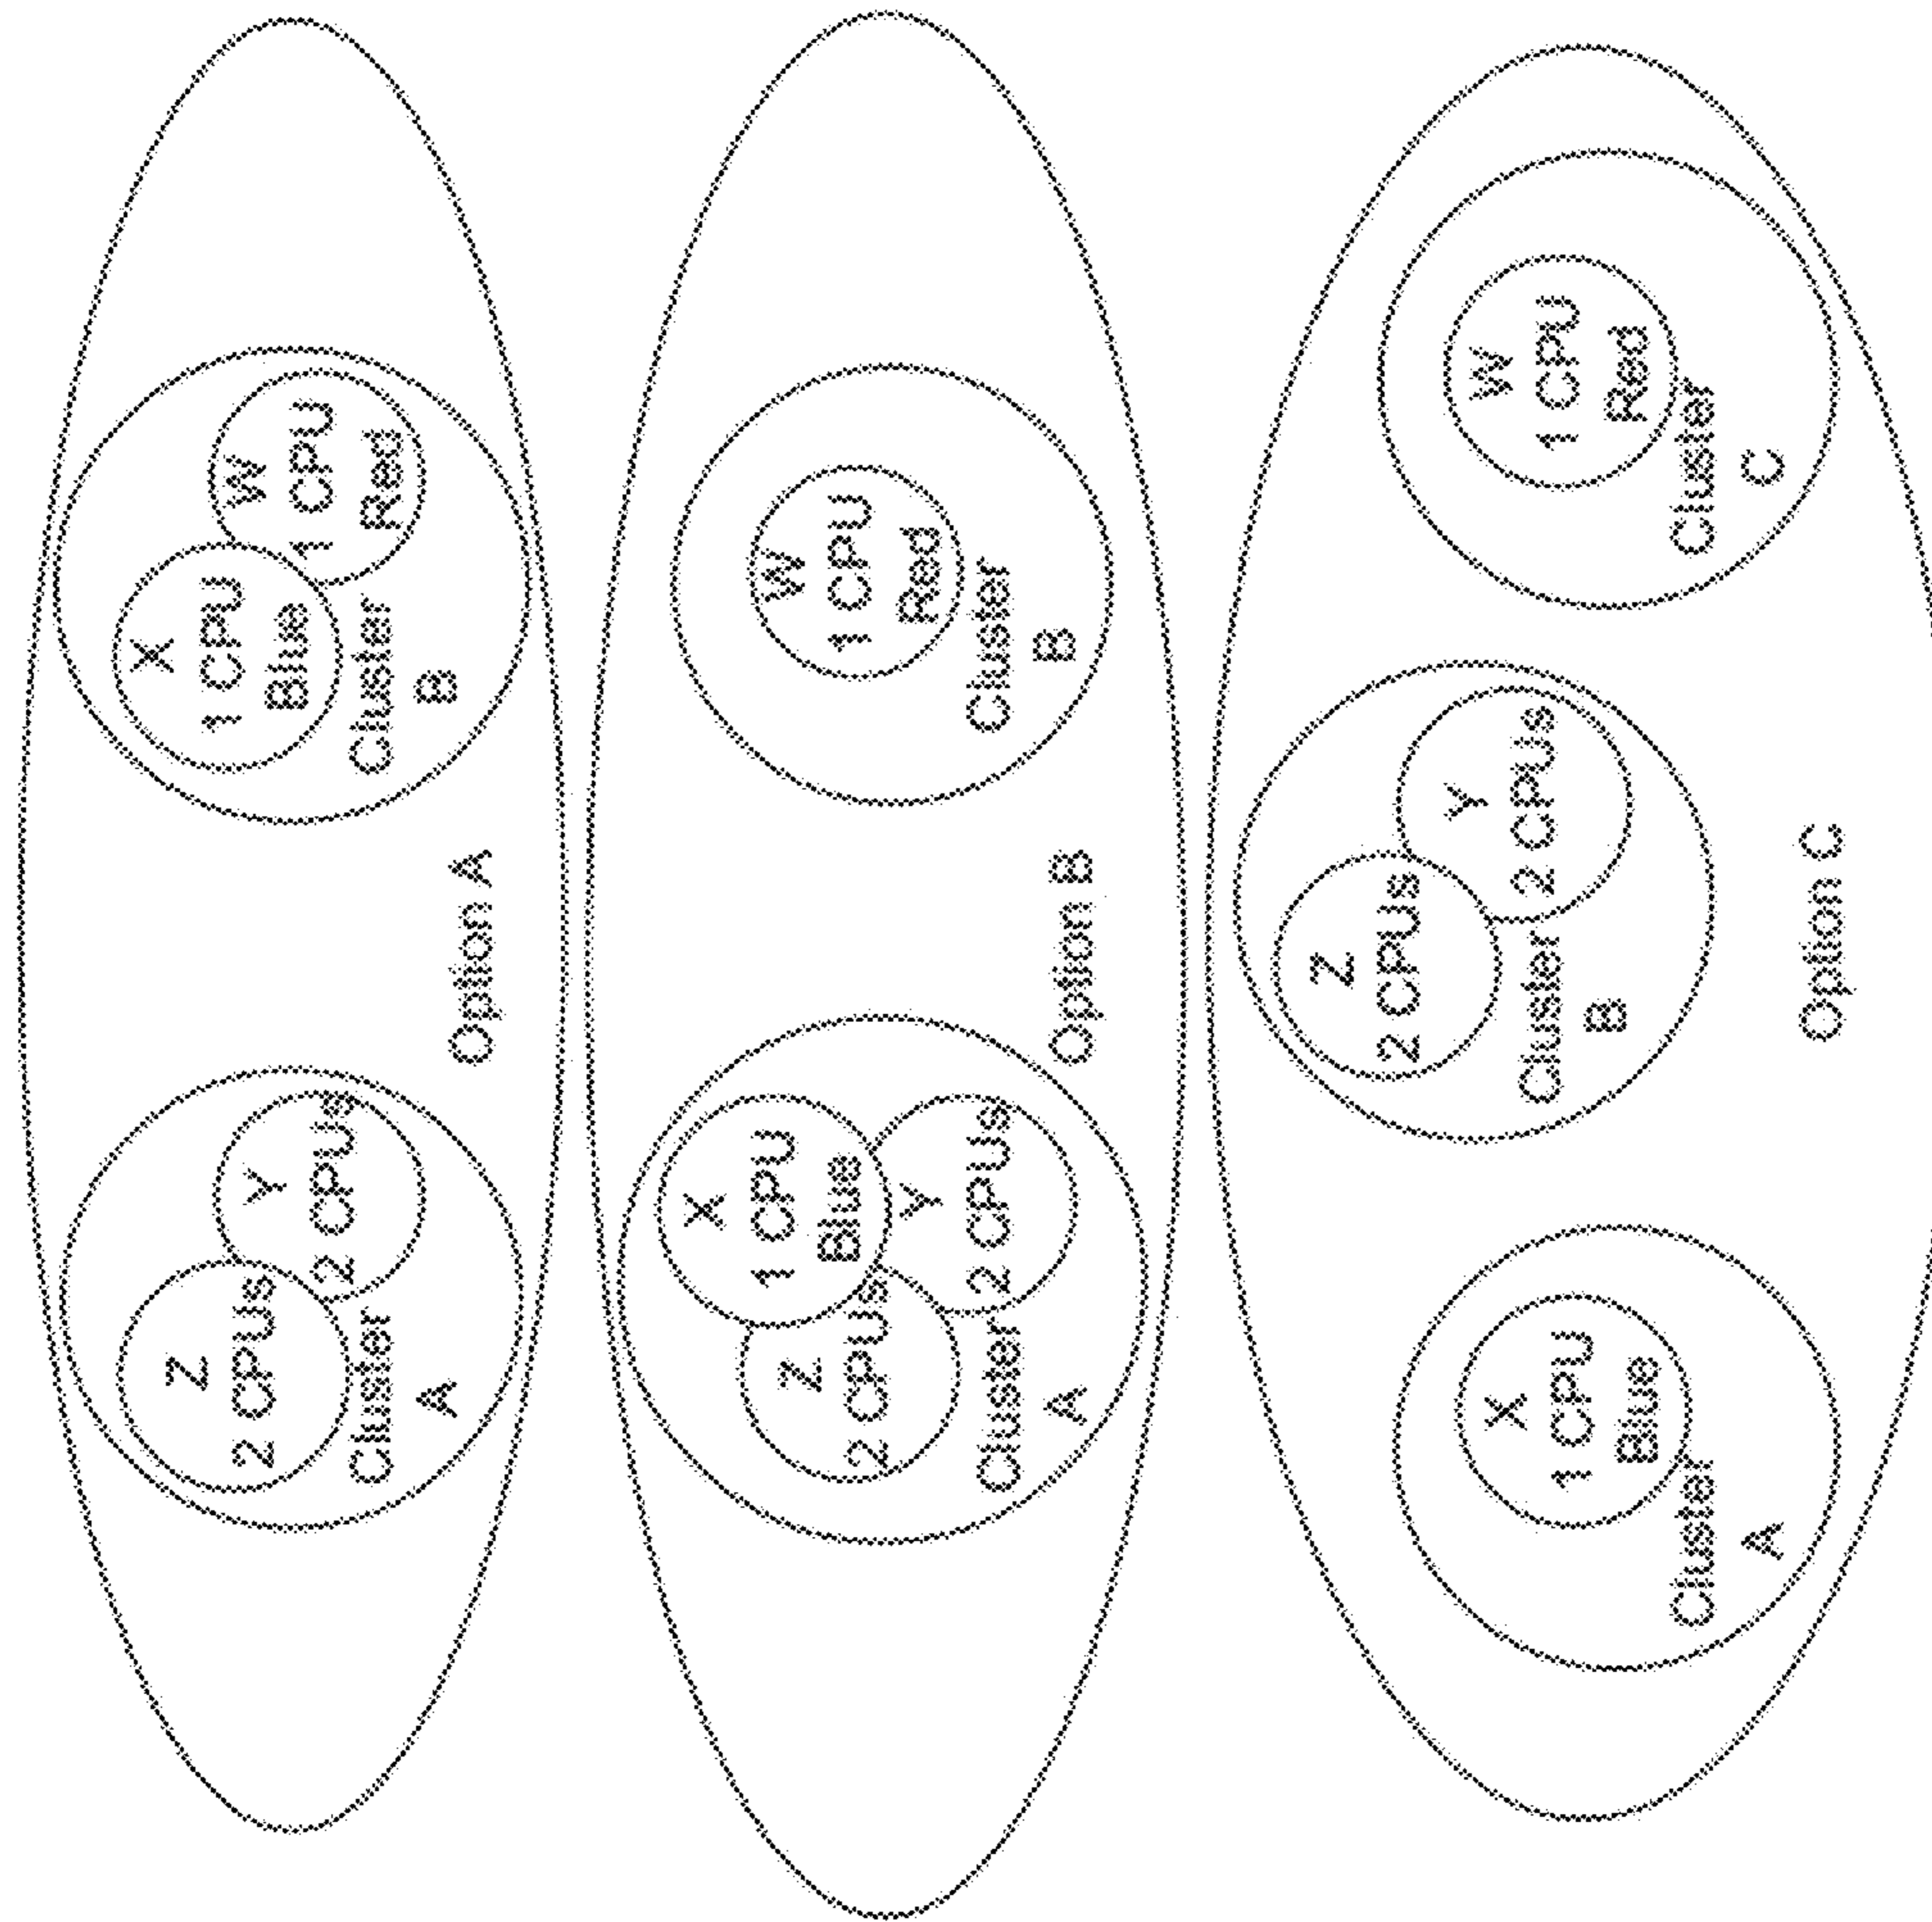 Z
2 CPUs
Y
2 CPUs
Cluster
A
X
1 CPU
Blue
W
1 CPU
Red
Cluster
B
Option A
X
1 CPU
Blue
Z
2 CPUs
Y
2 CPUs
Cluster
A
W
1 CPU
Red
Cluster
B
Option B
X
1 CPU
Blue
Cluster
A
Z
2 CPUs
Y
2 CPUs
Cluster
B
W
1 CPU
Red
Cluster
C
Option C